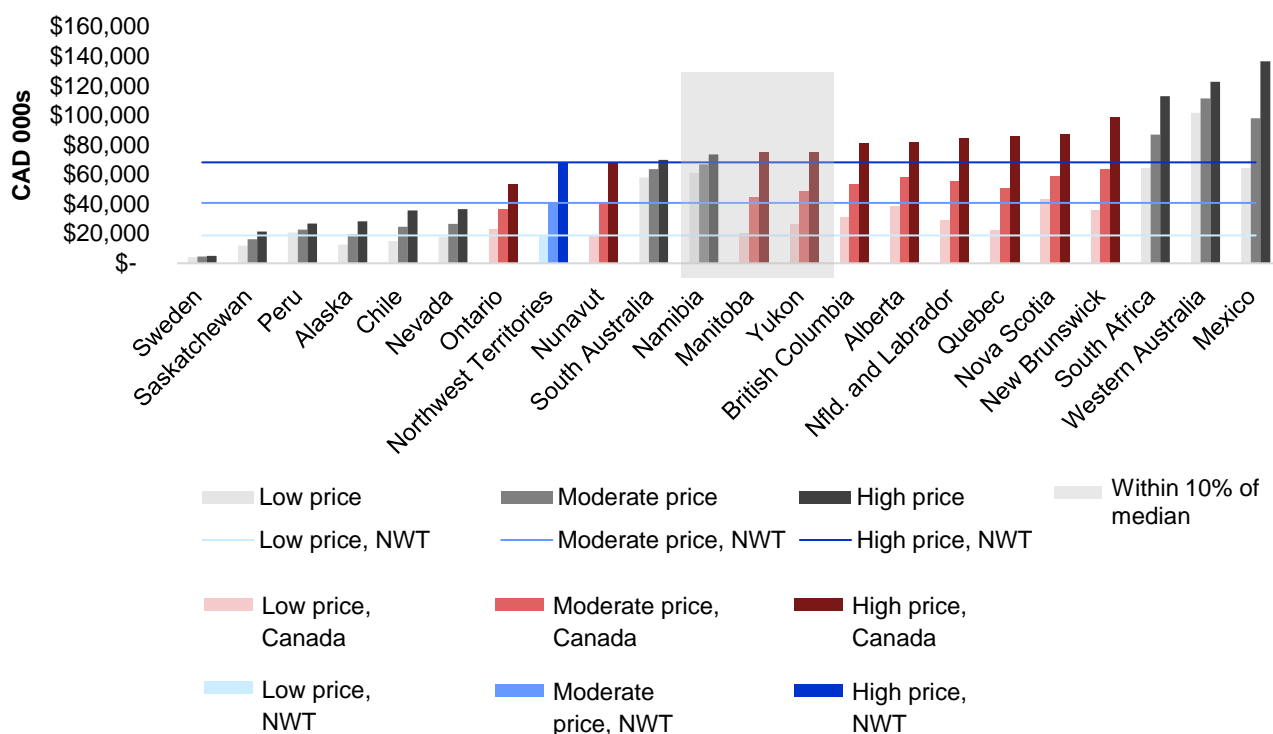 $160,000
$140,000
$120,000
$100,000
$80,000
$60,000
$40,000
$20,000
$-
CAD 000s
Sweden
Saskatchewan
Peru
Alaska
Chile
Nevada
Ontario
Northwest Territories
Nunavut
South Australia
Namibia
Manitoba
Yukon
British Columbia
Alberta
Nfld. and Labrador
Quebec
Nova Scotia
New Brunswick
South Africa
Western Australia
Mexico
Low price
Moderate price
High price
Within 10% of
median
Low price, NWT
Moderate price, NWT
High price, NWT
Low price,
Canada
Moderate price,
Canada
High price,
Canada
Low price,
NWT
Moderate
price, NWT
High price,
NWT